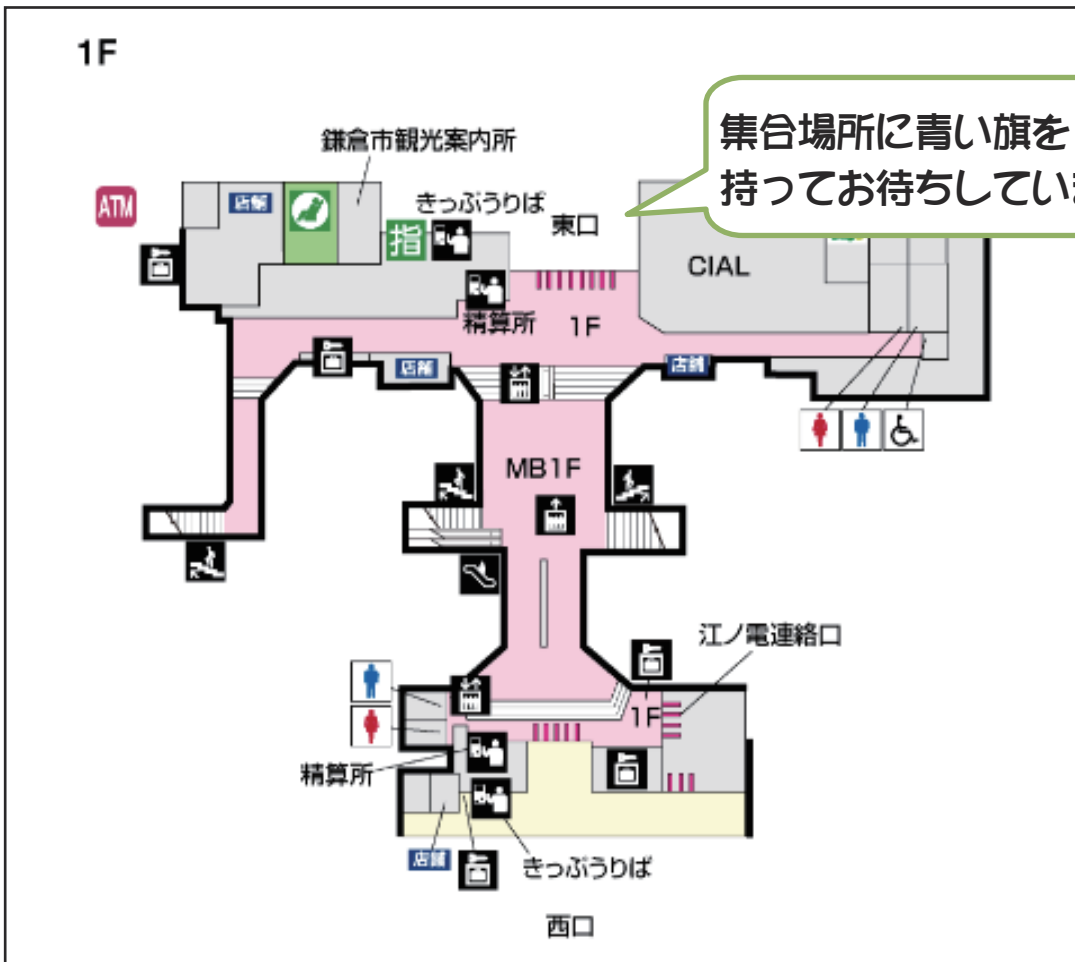 1F
集合場所に青い旗を
持ってお待ちしていま
鎌倉市観光案内所
ATM
店舗
きっぷうりば
指
東口
CIAL
精算所
1F
店舗
店舗
MB1F
江ノ電連絡口
1F
精算所
店舗
きっぷうりば
西口